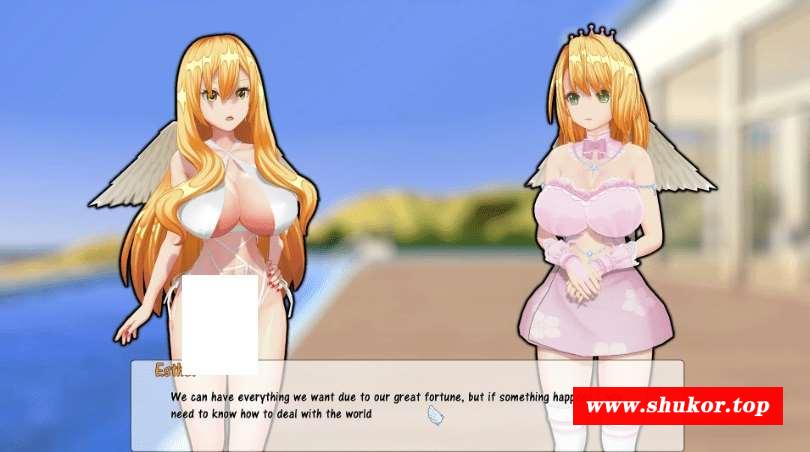 We can have everything we want due to our great fortune, but if something
need to know how to deal with the world
www.shukor.top